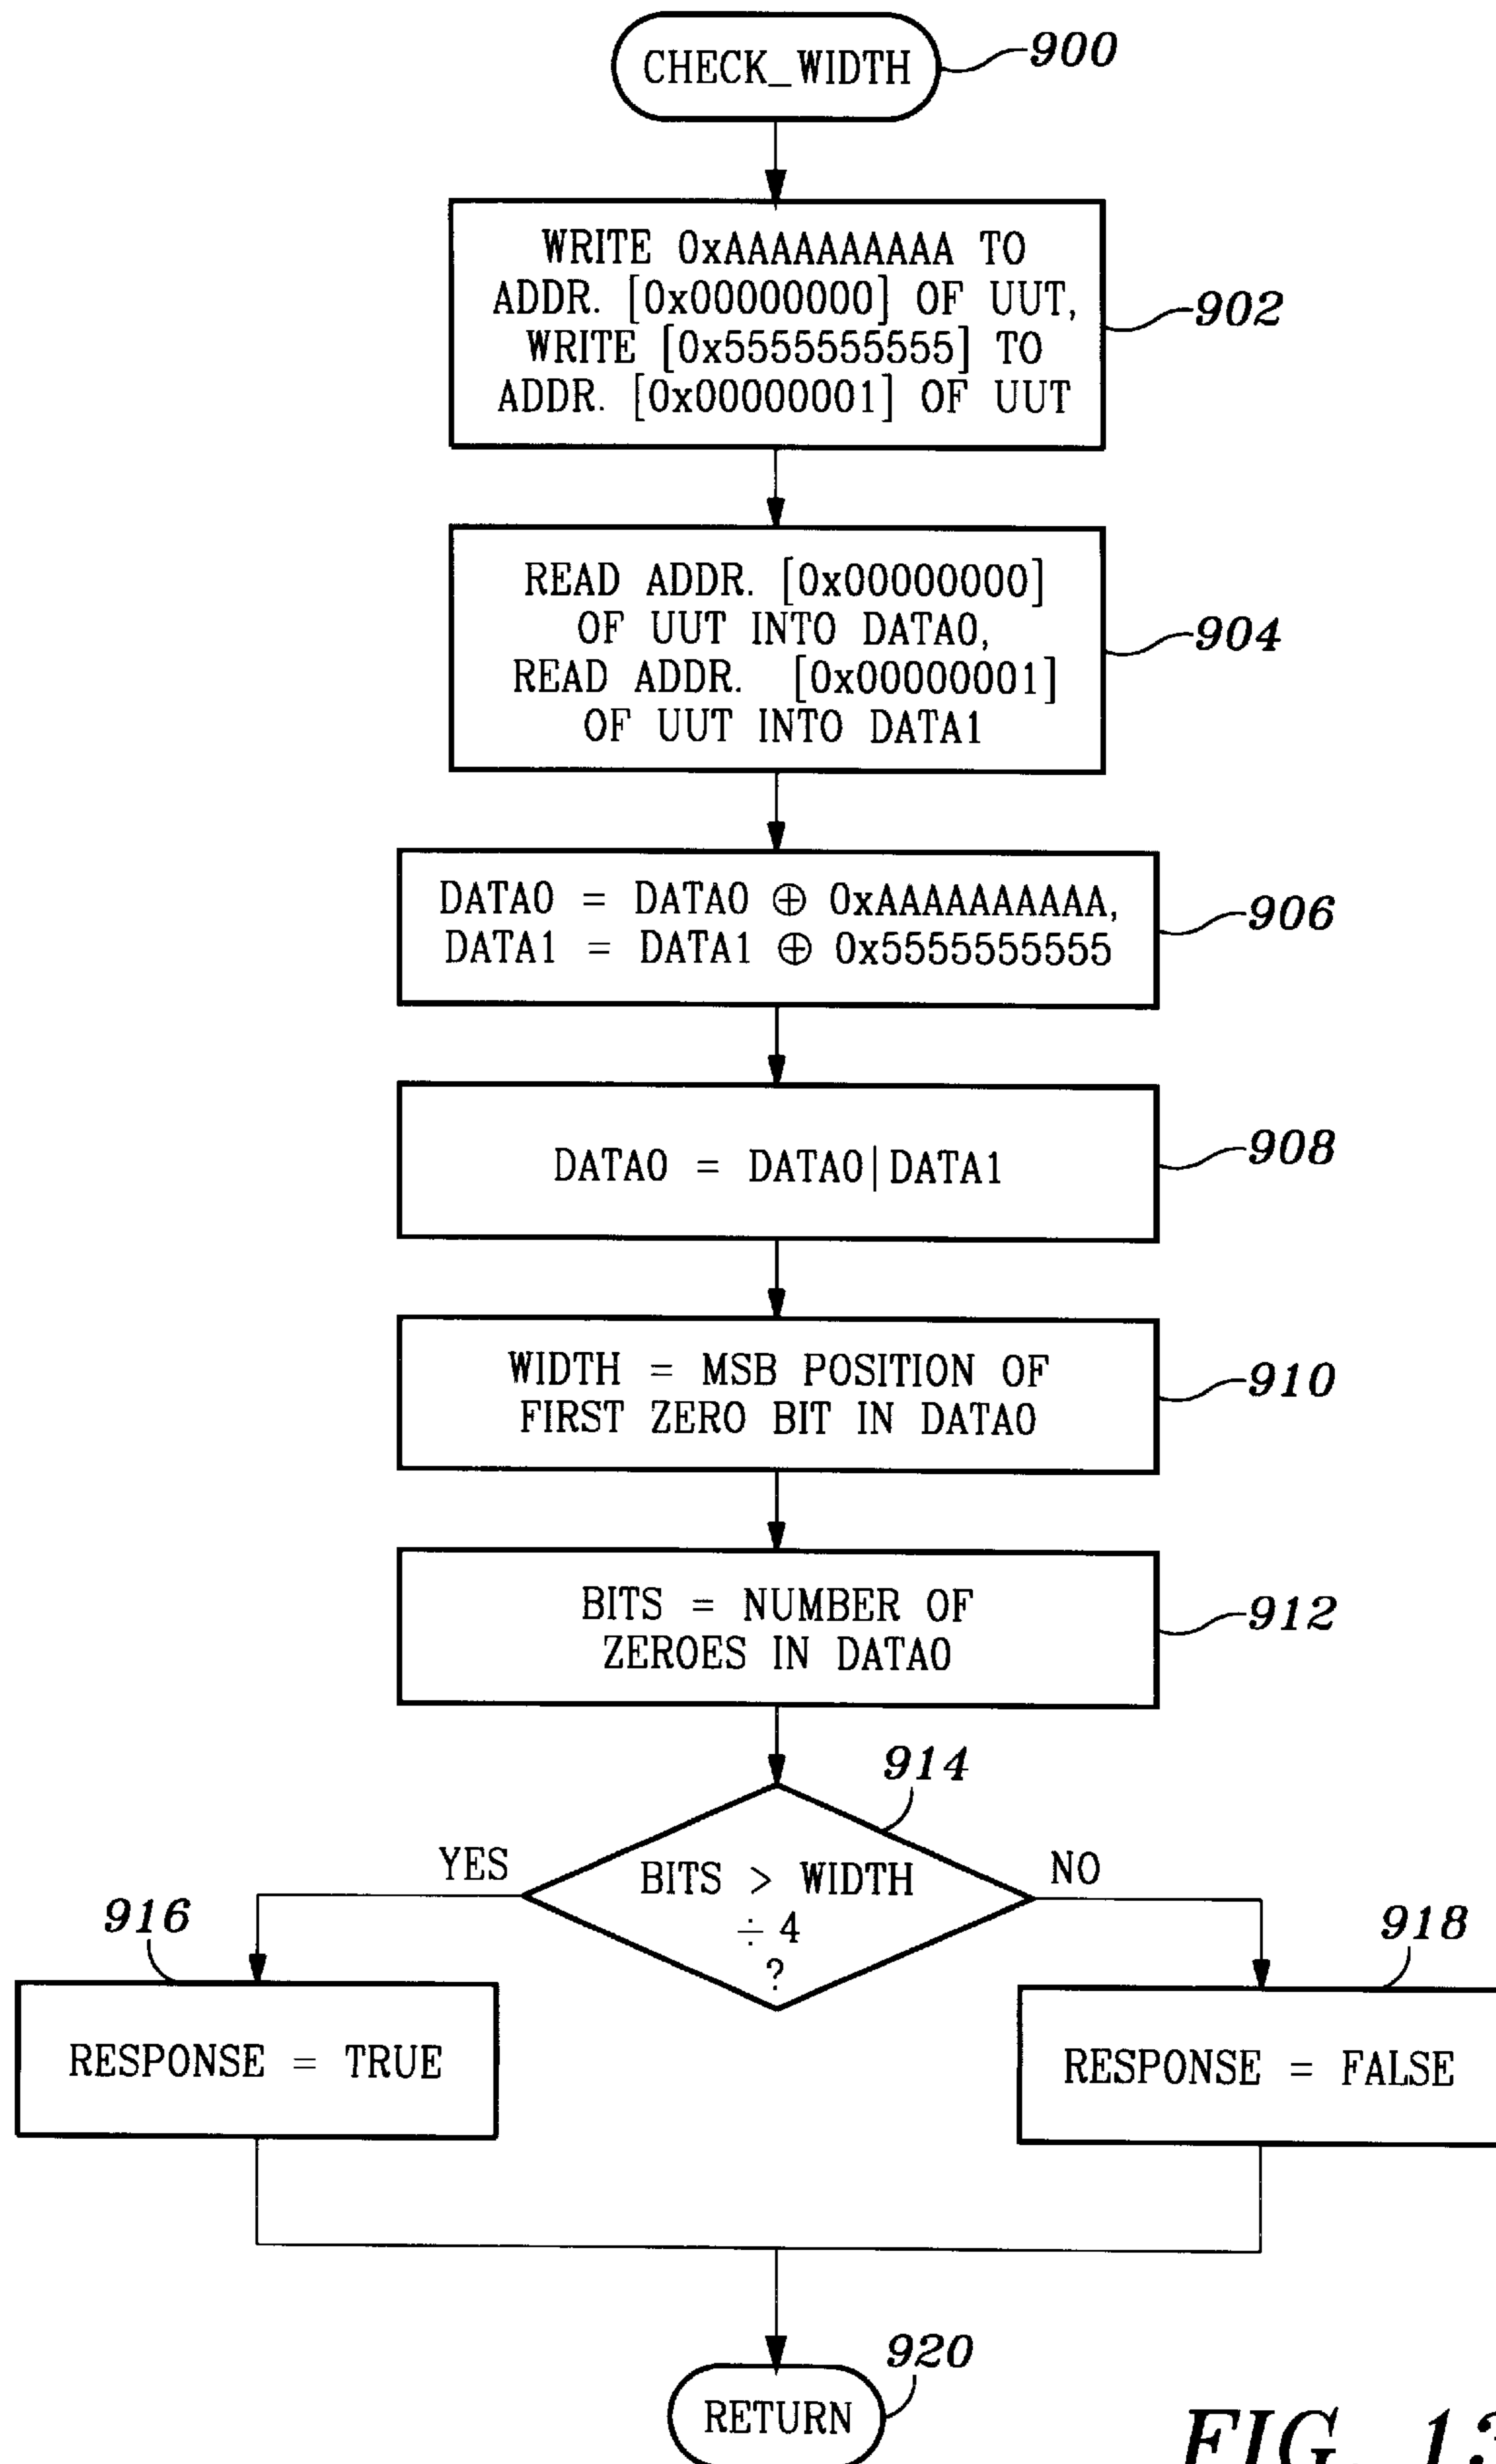 CHECK_WIDTH
900
WRITE 0xAAAAAAAAAA TO
ADDR. [0x00000000] OF UUT,
WRITE [0x5555555555] TO
ADDR. [0x00000001] OF UUT
902
READ ADDR. [0x00000000]
OF UUT INTO DATA0,
READ ADDR. [0x00000001]
OF UUT INTO DATA1
904
DATA0 = DATA0 ⊕ 0xAAAAAAAAAA,
DATA1 = DATA1 ⊕ 0x5555555555
906
DATA0 = DATA0|DATA1
908
WIDTH = MSB POSITION OF
FIRST ZERO BIT IN DATA0
910
BITS = NUMBER OF
ZEROES IN DATA0
912
914
YES
BITS > WIDTH
÷ 4
?
NO
916
RESPONSE = TRUE
918
RESPONSE = FALSE
920
RETURN
FIG. 13